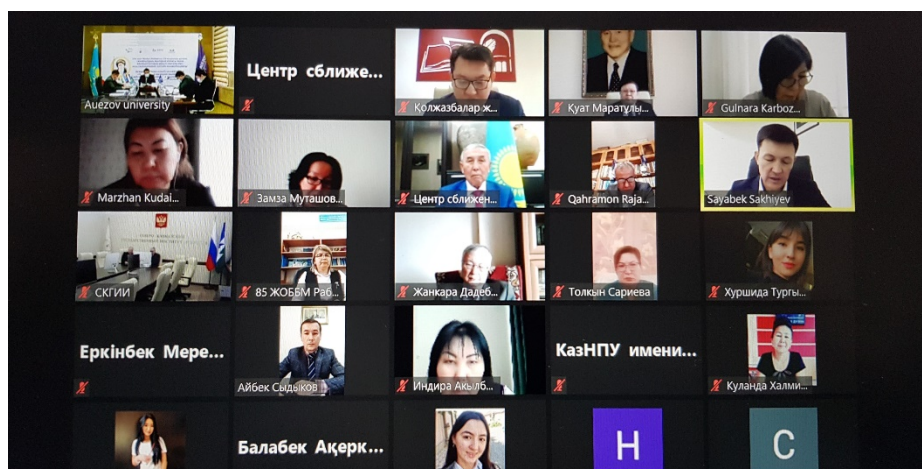 Auezov university
Центр сближе...
Қолжазбалар ж...
Қуат Маратұлы...
Gulnara Karboz...
Marzhan Kudai...
Замза Муташов...
Центр сближен...
Qahramon Raja...
Sayabek Sakhiyev
СКГИИ
85 ЖОББМ Раб...
Жанкара Дадеб...
Толкын Сариева
Хуршида Тургы...
Еркінбек Мере...
Айбек Сыдыков
Индира Акылб...
КазНПУ имени...
Куланда Халми...
Балабек Ақерк...
Н
С